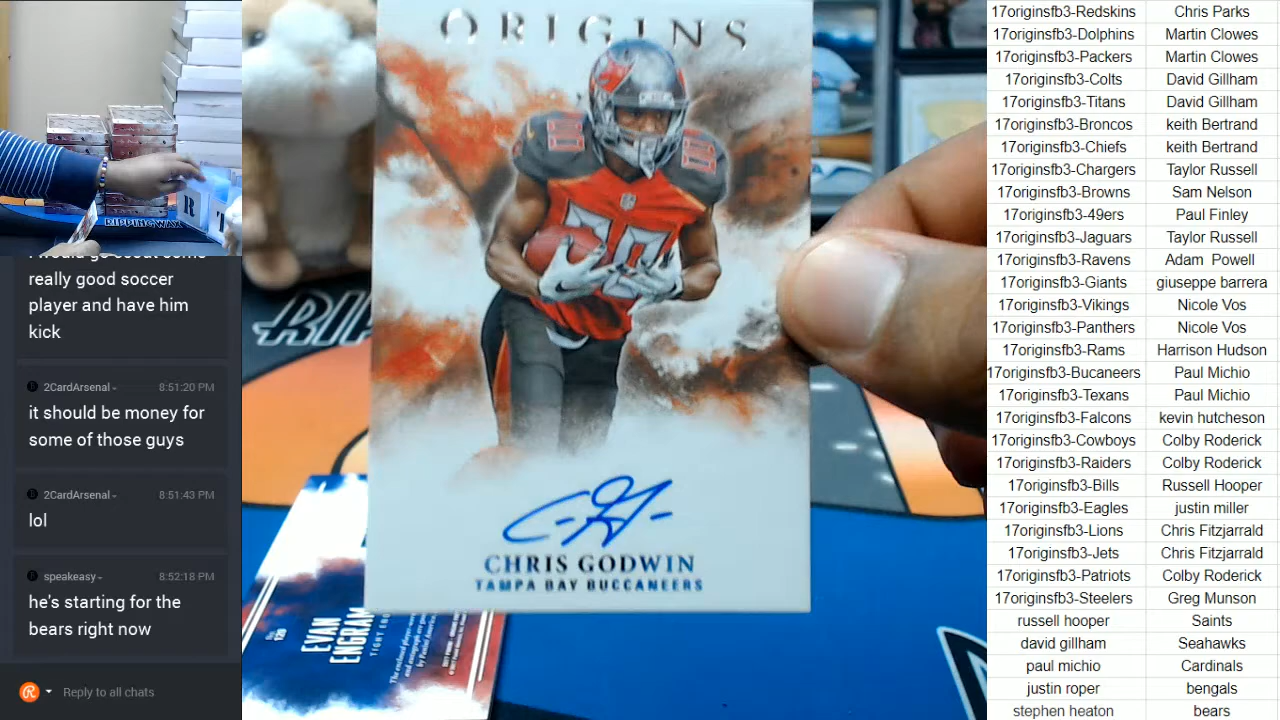 RIPPINGWAX
really good soccer
player and have him
kick
2CardArsenal
8:51:20 PM
it should be money for
some of those guys
2CardArsenal
8:51:43 PM
lol
speakeasy
8:52:18 PM
he's starting for the
bears right now
Reply to all chats
ORIGINS
CHRIS GODWIN
TAMPA BAY BUCCANEERS
EVAN
ENGRAM
17originsfb3-Redskins Chris Parks
17originsfb3-Dolphins Martin Clowes
17originsfb3-Packers Martin Clowes
17originsfb3-Colts David Gillham
17originsfb3-Titans David Gillham
17originsfb3-Broncos keith Bertrand
17originsfb3-Chiefs keith Bertrand
17originsfb3-Chargers Taylor Russell
17originsfb3-Browns Sam Nelson
17originsfb3-49ers Paul Finley
17originsfb3-Jaguars Taylor Russell
17originsfb3-Ravens Adam Powell
17originsfb3-Giants giuseppe barrera
17originsfb3-Vikings Nicole Vos
17originsfb3-Panthers Nicole Vos
17originsfb3-Rams Harrison Hudson
17originsfb3-Bucaneers Paul Michio
17originsfb3-Texans Paul Michio
17originsfb3-Falcons kevin hutcheson
17originsfb3-Cowboys Colby Roderick
17originsfb3-Raiders Colby Roderick
17originsfb3-Bills Russell Hooper
17originsfb3-Eagles justin miller
17originsfb3-Lions Chris Fitzjarrald
17originsfb3-Jets Chris Fitzjarrald
17originsfb3-Patriots Colby Roderick
17originsfb3-Steelers Greg Munson
russell hooper Saints
david gillham Seahawks
paul michio Cardinals
justin roper bengals
stephen heaton bears